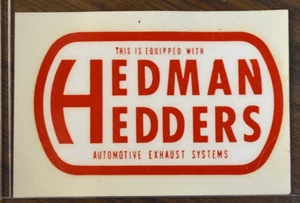 THIS IS EQUIPPED WITH
HEDMAN
HEDDERS
AUTOMOTIVE EXHAUST SYSTEMS